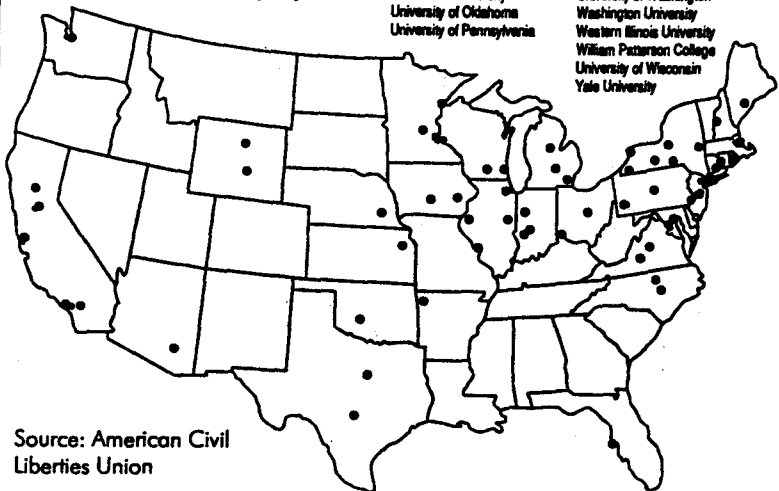 University of Oklahoma
University of Pennsylvania
Washington University
Western Illinois University
William Patterson College
University of Wisconsin
Yale University
Source: American Civil
Liberties Union